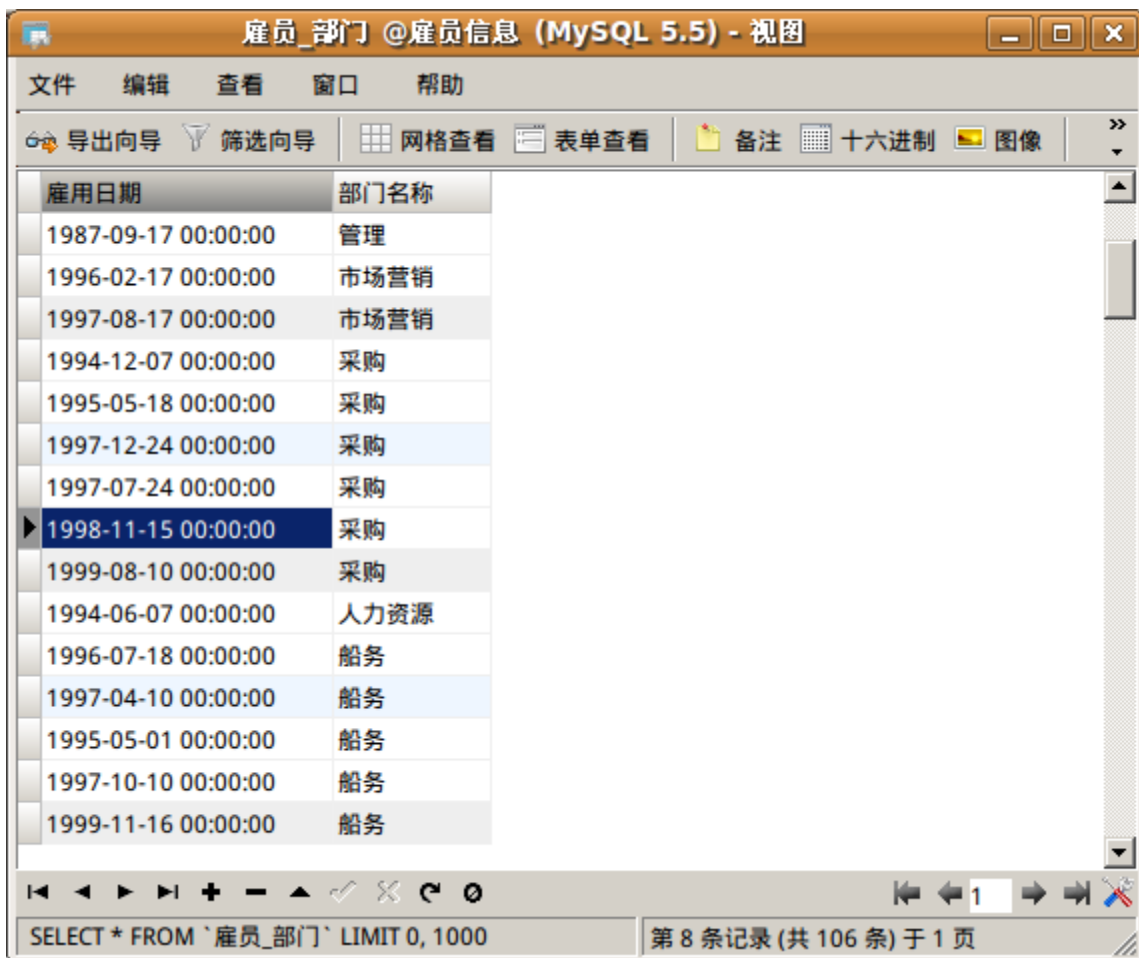 雇员_部门 @雇员信息 (MySQL 5.5) - 视图
文件 编辑 查看 窗口 帮助
导出向导 筛选向导 网格查看 表单查看 备注 十六进制 图像
雇用日期 部门名称
1987-09-17 00:00:00 管理
1996-02-17 00:00:00 市场营销
1997-08-17 00:00:00 市场营销
1994-12-07 00:00:00 采购
1995-05-18 00:00:00 采购
1997-12-24 00:00:00 采购
1997-07-24 00:00:00 采购
1998-11-15 00:00:00 采购
1999-08-10 00:00:00 采购
1994-06-07 00:00:00 人力资源
1996-07-18 00:00:00 船务
1997-04-10 00:00:00 船务
1995-05-01 00:00:00 船务
1997-10-10 00:00:00 船务
1999-11-16 00:00:00 船务
1
SELECT * FROM `雇员_部门` LIMIT 0, 1000 第 8 条记录 (共 106 条) 于 1 页